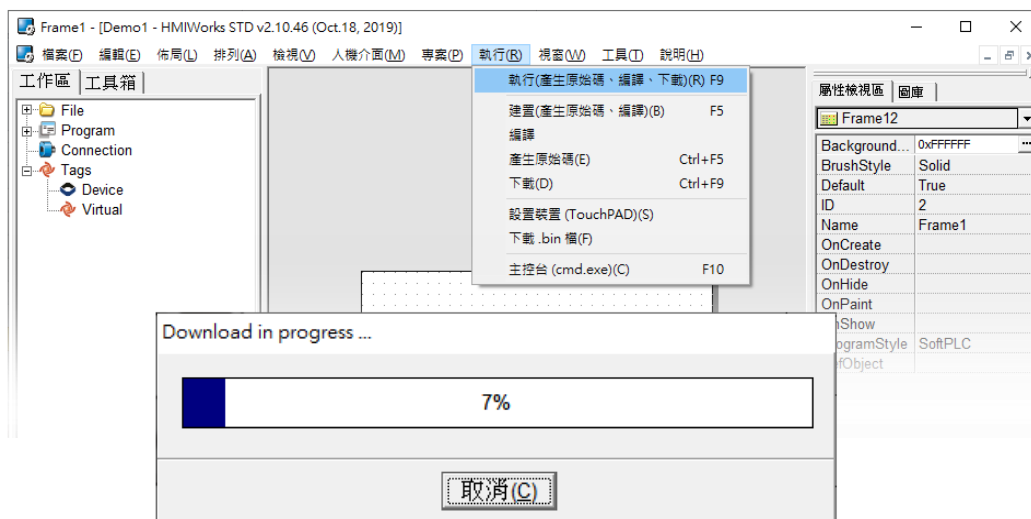 Frame1 - [Demo1 - HMIWorks STD v2.10.46 (Oct.18, 2019)]
檔案(F) 編輯(E) 佈局(L) 排列(A) 檢視(V) 人機介面(M) 專案(P) 執行(R) 視窗(W) 工具(T) 說明(H)
工作區 工具箱
File
Program
Connection
Tags
Device
Virtual
執行(產生原始碼、編譯、下載)(R) F9
建置(產生原始碼、編譯)(B) F5
編譯
產生原始碼(E) Ctrl+F5
下載(D) Ctrl+F9
設置裝置 (TouchPAD)(S)
下載 .bin 檔(F)
主控台 (cmd.exe)(C) F10
屬性檢視區 圖庫
Frame12
Background... 0xFFFFFF ...
BrushStyle Solid
Default True
ID 2
Name Frame1
OnCreate
OnDestroy
OnHide
OnPaint
nShow
ogramStyle SoftPLC
efObject
Download in progress ...
7%
取消(C)